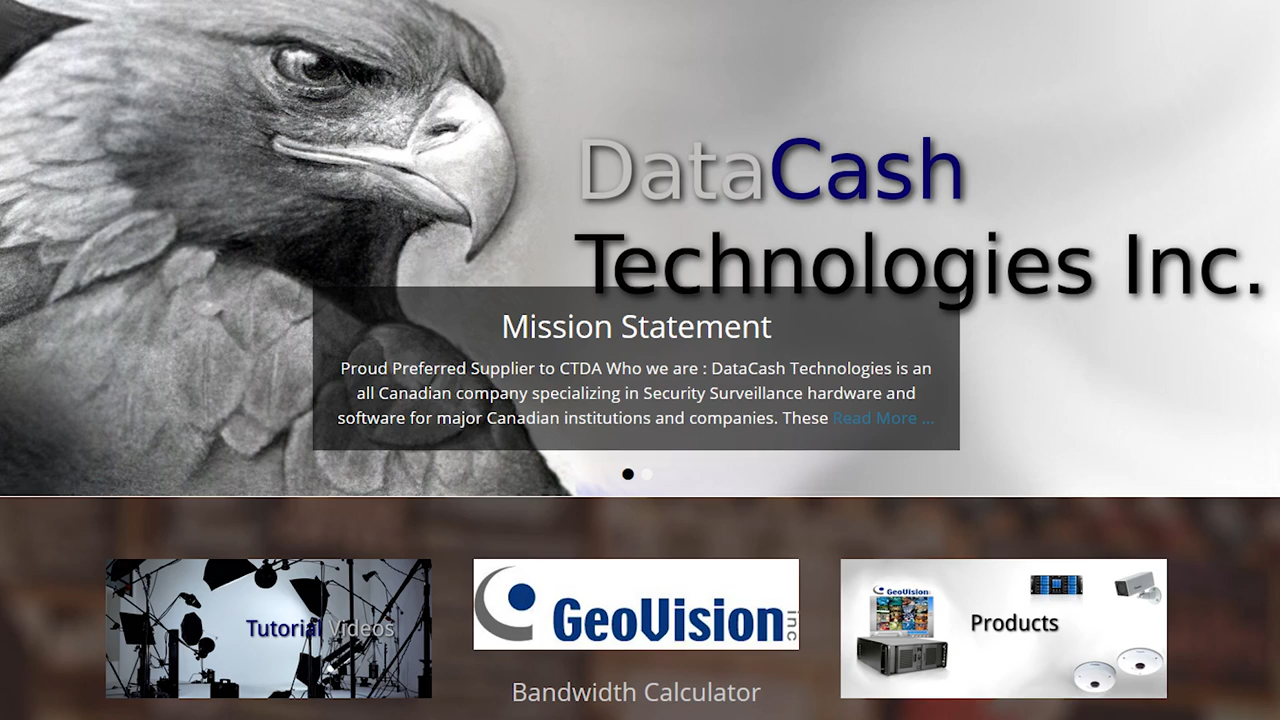 DataCash
Technologies Inc.
Mission Statement
Proud Preferred Supplier to CTDA Who we are : DataCash Technologies is an
all Canadian company specializing in Security Surveillance hardware and
software for major Canadian institutions and companies. These Read More ...
Tutorial Videos
GeoVision inc
GeoVision
Products
Bandwidth Calculator